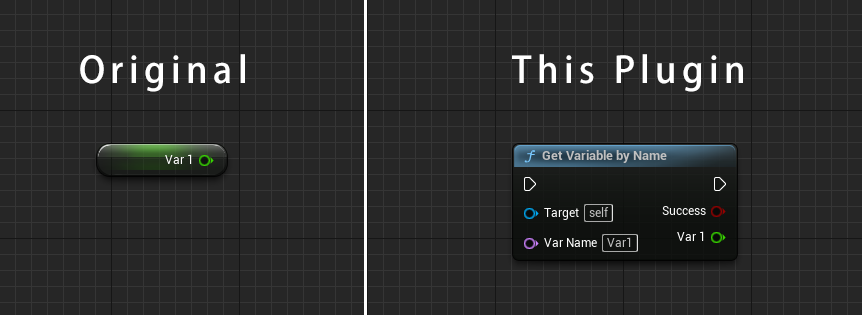 Original
This Plugin
Var 1
f Get Variable by Name
Target self
Success
Var Name Var1
Var 1